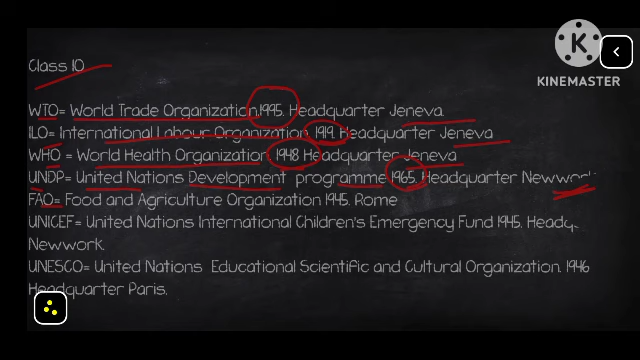 Class 10
KINEMASTER
WTO= World Trade Organization.1995. Headquarter Jeneva.
ILO= International Labour Organization. 1919. Headquarter Jeneva
WHO = World Health Organization. 1948 Headquarter Jeneva
UNDP= United Nations Development programme 1965. Headquarter Newwork
FAO= Food and Agriculture Organization 1945. Rome
UNICEF= United Nations International Children's Emergency Fund 1945. Headq
Newwork.
UNESCO= United Nations Educational Scientific and Cultural Organization. 1946
Headquarter Paris.